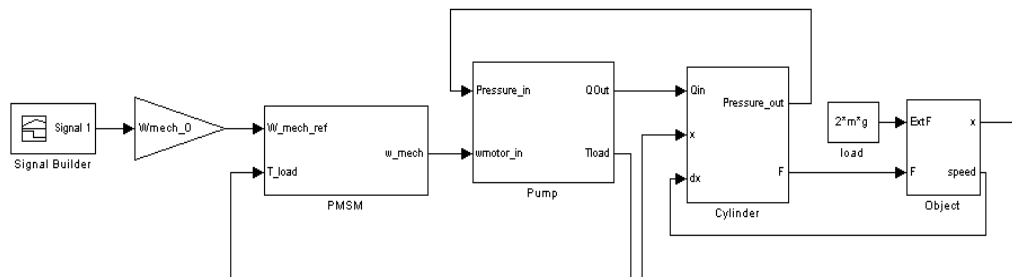 Signal 1
Signal Builder
Wmech_0
W_mech_ref
T_load
w_mech
PMSM
Pressure_in
wmotor_in
QOut
Tload
Pump
Qin
x
dx
Pressure_out
F
Cylinder
2*m*g
load
ExtF
F
x
speed
Object